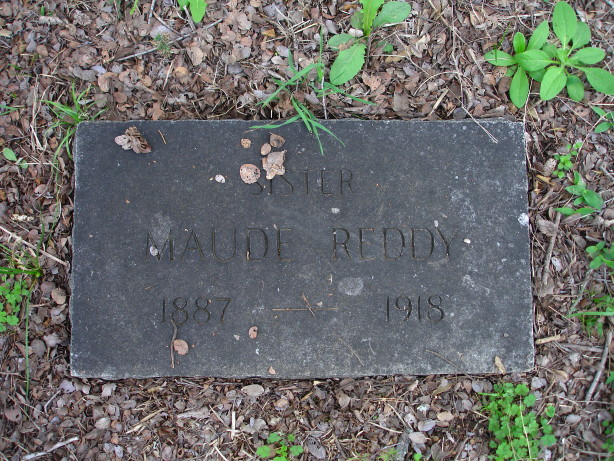 SISTER
MAUDE REDDY
1887 — 1918